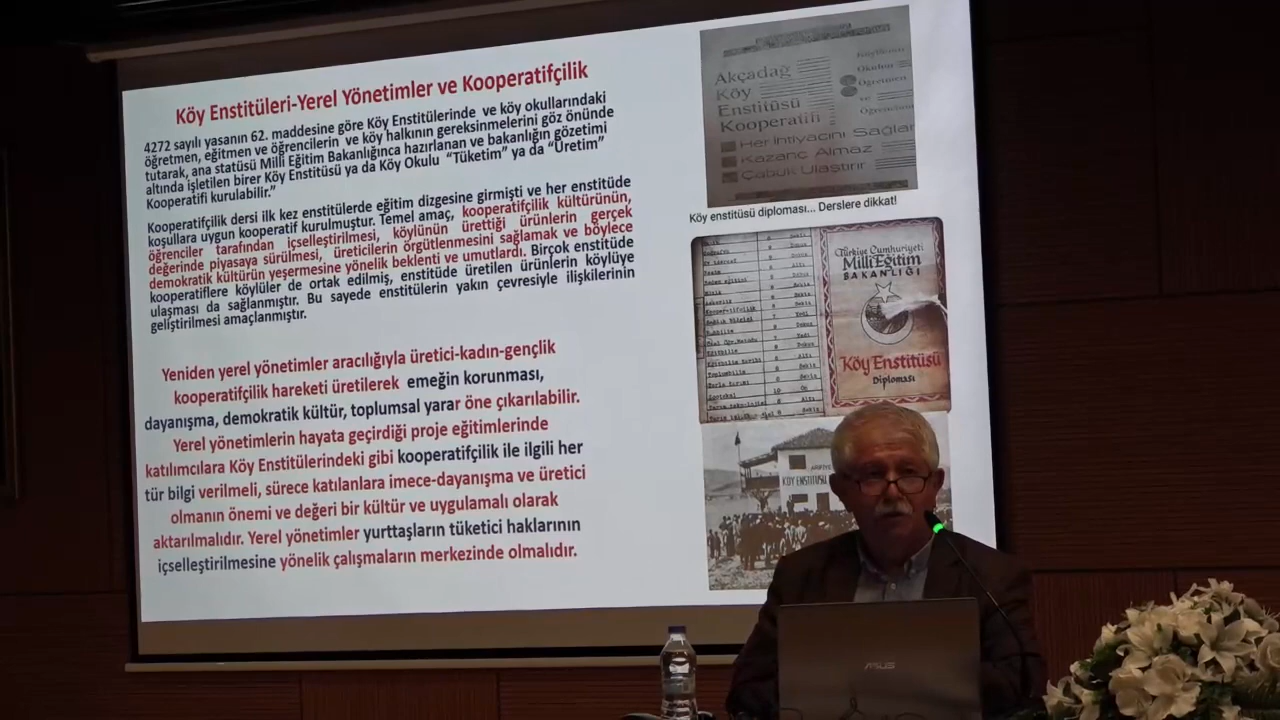 Köy Enstitüleri-Yerel Yönetimler ve Kooperatifçilik
4272 sayılı yasanın 62. maddesine göre Köy Enstitülerinde ve köy okullarındaki
öğretmen, eğitmen ve öğrencilerin ve köy halkının gereksinmelerini göz önünde
tutarak, ana statüsü Milli Eğitim Bakanlığınca hazırlanan ve bakanlığın gözetimi
altında işletilen birer Köy Enstitüsü ya da Köy Okulu "Tüketim" ya da "Üretim"
Kooperatifi kurulabilir."
Kooperatifçilik dersi ilk kez enstitülerde eğitim dizgesine girmişti ve her enstitüde
koşullara uygun kooperatif kurulmuştur. Temel amaç, kooperatifçilik kültürünün,
öğrenciler tarafından içselleştirilmesi, köylünün ürettiği ürünlerin gerçek
değerinde piyasaya sürülmesi, üreticilerin örgütlenmesini sağlamak ve böylece
demokratik kültürün yeşermesine yönelik beklenti ve umutlardı. Birçok enstitüde
kooperatiflere köylüler de ortak edilmiş, enstitüde üretilen ürünlerin köylüye
ulaşması da sağlanmıştır. Bu sayede enstitülerin yakın çevresiyle ilişkilerinin
geliştirilmesi amaçlanmıştır.
Yeniden yerel yönetimler aracılığıyla üretici-kadın-gençlik
kooperatifçilik hareketi üretilerek emeğin korunması,
dayanışma, demokratik kültür, toplumsal yarar öne çıkarılabilir.
Yerel yönetimlerin hayata geçirdiği proje eğitimlerinde
katılımcılara Köy Enstitülerindeki gibi kooperatifçilik ile ilgili her
tür bilgi verilmeli, sürece katılanlara imece-dayanışma ve üretici
olmanın önemi ve değeri bir kültür ve uygulamalı olarak
aktarılmalıdır. Yerel yönetimler yurttaşların tüketici haklarının
içselleştirilmesine yönelik çalışmaların merkezinde olmalıdır.
Akçadağ
Köy
Enstitüsü
Kooperatifi
Her İhtiyacını Sağlar
Kazanç Almaz
Çabuk Ulaştırır
Öğretmen
ve
Köy enstitüsü diploması... Derslere dikkat!
Türkiye Cumhuriyeti
Millî Eğitim
BAKANLIĞI
Köy Enstitüsü
Diploması
KÖY ENSTİTÜSÜ
ASUS